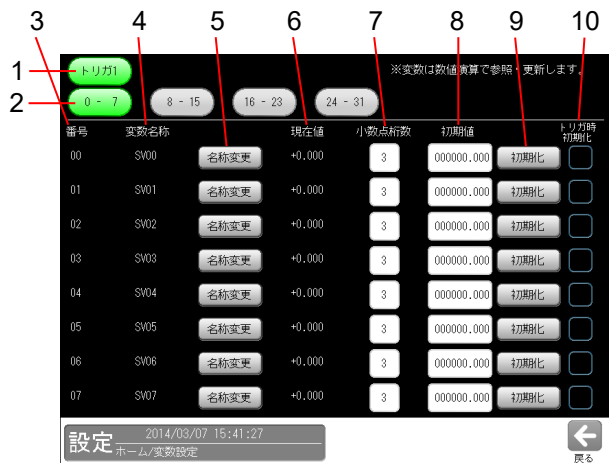 3 4 5 6 7 8 9 10
1 トリガ1 ※変数は数値演算で参照・更新します。
2 0 - 7 8 - 15 16 - 23 24 - 31
番号 変数名称 現在値 小数点桁数 初期値 トリガ時
初期化
00 SV00 名称変更 +0.000 3 000000.000 初期化
01 SV01 名称変更 +0.000 3 000000.000 初期化
02 SV02 名称変更 +0.000 3 000000.000 初期化
03 SV03 名称変更 +0.000 3 000000.000 初期化
04 SV04 名称変更 +0.000 3 000000.000 初期化
05 SV05 名称変更 +0.000 3 000000.000 初期化
06 SV06 名称変更 +0.000 3 000000.000 初期化
07 SV07 名称変更 +0.000 3 000000.000 初期化
設定 2014/03/07 15:41:27
ホーム/変数設定
戻る